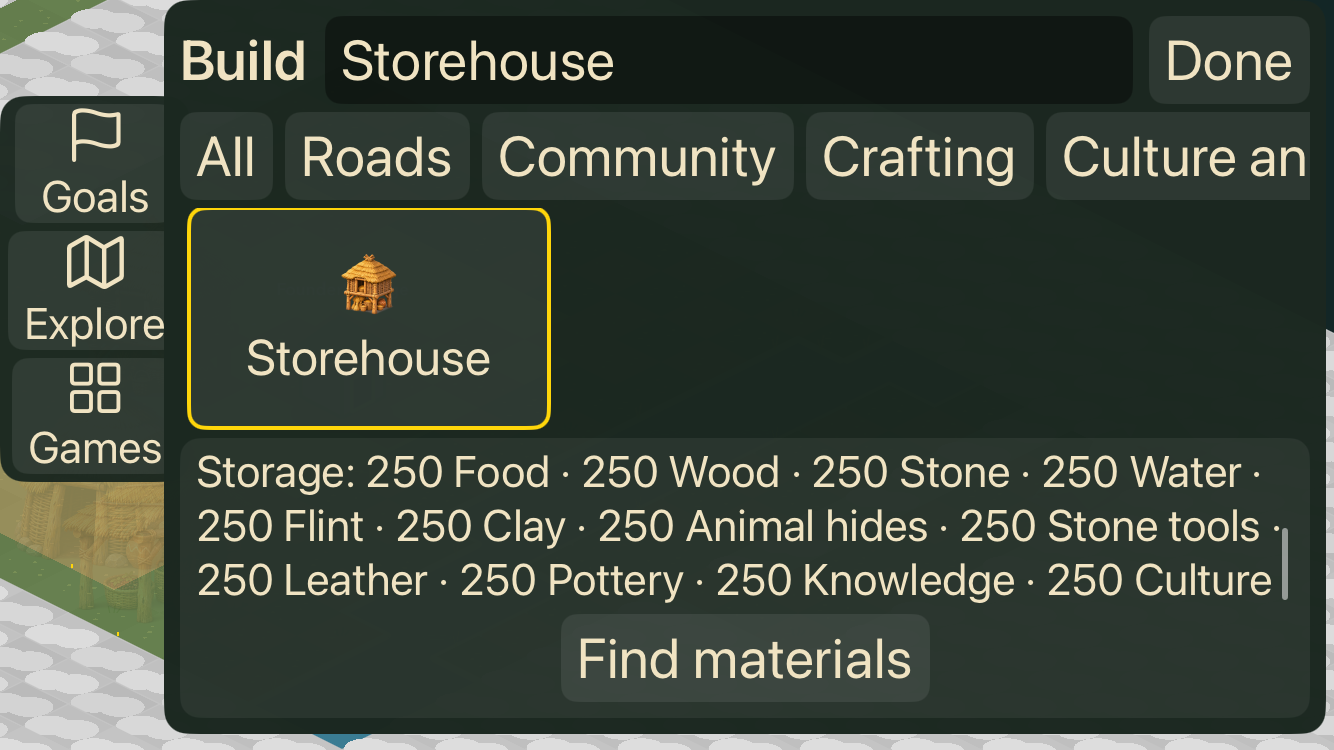 Build
Storehouse
Done
All
Roads
Community
Crafting
Culture an
Goals
Explore
Games
Storehouse
Storage: 250 Food · 250 Wood · 250 Stone · 250 Water ·
250 Flint · 250 Clay · 250 Animal hides · 250 Stone tools ·
250 Leather · 250 Pottery · 250 Knowledge · 250 Culture
Find materials